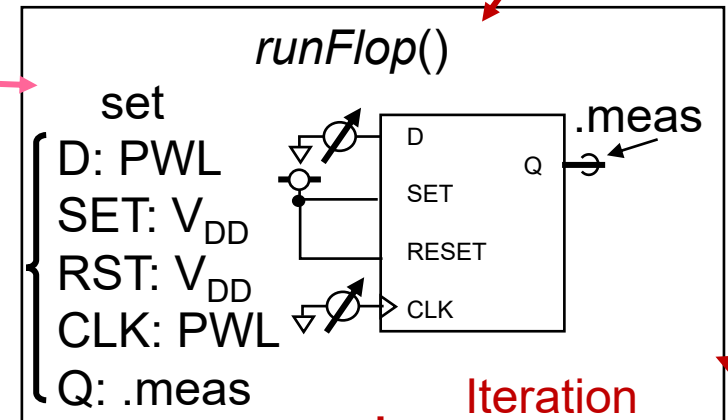 runFlop()
set
D: PWL
SET: VDD
RST: VDD
CLK: PWL
Q: .meas
D
SET
RESET
CLK
Q
.meas
Iteration